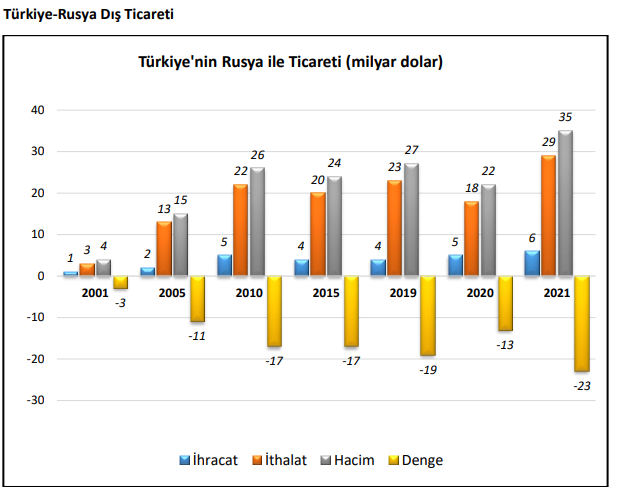 Türkiye-Rusya Dış Ticareti
Türkiye'nin Rusya ile Ticareti (milyar dolar)
40
30
20
10
0
-10
-20
-30
1 3 4 -3
2 13 15 -11
5 22 26 -17
4 20 24 -17
4 23 27 -19
5 18 22 -13
6 29 35 -23
2001 2005 2010 2015 2019 2020 2021
İhracat İthalat Hacim Denge